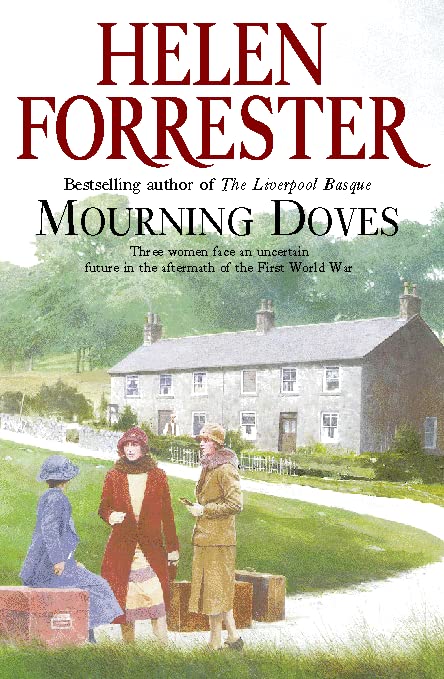 HELEN
FORRESTER
Bestselling author of The Liverpool Basque
MOURNING DOVES
Three women face an uncertain
future in the aftermath of the First World War